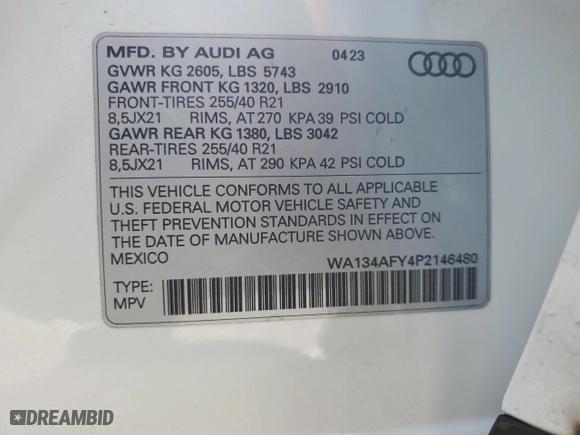 MFD. BY AUDI AG 0423
GVWR KG 2605, LBS 5743
GAWR FRONT KG 1320, LBS 2910
FRONT-TIRES 255/40 R21
8,5JX21 RIMS, AT 270 KPA 39 PSI COLD
GAWR REAR KG 1380, LBS 3042
REAR-TIRES 255/40 R21
8,5JX21 RIMS, AT 290 KPA 42 PSI COLD
THIS VEHICLE CONFORMS TO ALL APPLICABLE
U.S. FEDERAL MOTOR VEHICLE SAFETY AND
THEFT PREVENTION STANDARDS IN EFFECT ON
THE DATE OF MANUFACTURE SHOWN ABOVE.
MEXICO WA134AFY4P2146480
TYPE:
MPV
DREAMBID